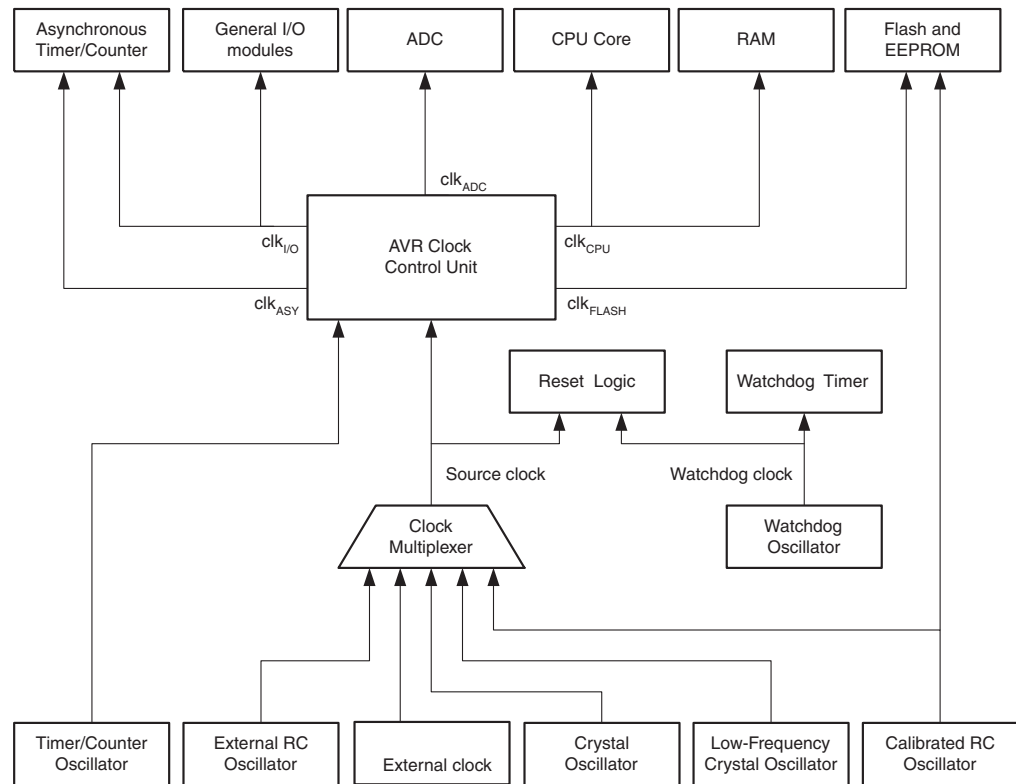 Asynchronous
Timer/Counter
General I/O
modules
ADC
CPU Core
RAM
Flash and
EEPROM
clkADC
clkI/O
AVR Clock
Control Unit
clkCPU
clkASY
clkFLASH
Reset Logic
Watchdog Timer
Source clock
Watchdog clock
Clock
Multiplexer
Watchdog
Oscillator
Timer/Counter
Oscillator
External RC
Oscillator
External clock
Crystal
Oscillator
Low-Frequency
Crystal Oscillator
Calibrated RC
Oscillator